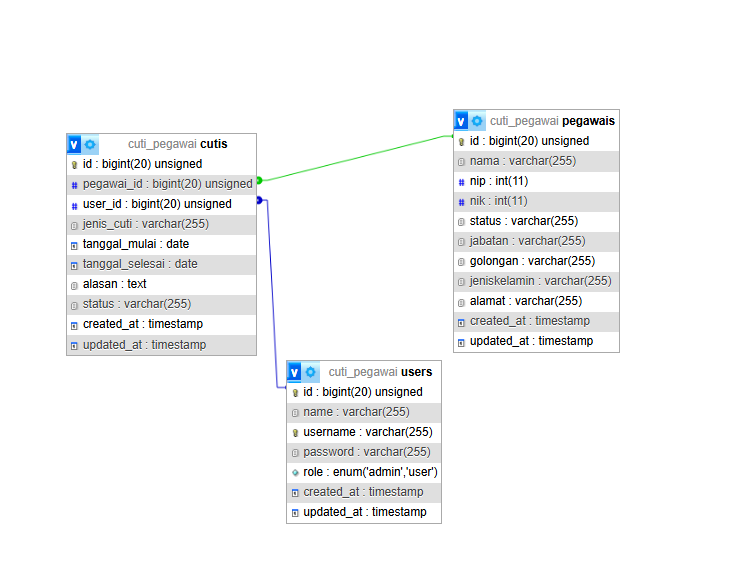 cuti_pegawai cutis
id : bigint(20) unsigned
pegawai_id : bigint(20) unsigned
user_id : bigint(20) unsigned
jenis_cuti : varchar(255)
tanggal_mulai : date
tanggal_selesai : date
alasan : text
status : varchar(255)
created_at : timestamp
updated_at : timestamp
cuti_pegawai pegawais
id : bigint(20) unsigned
nama : varchar(255)
nip : int(11)
nik : int(11)
status : varchar(255)
jabatan : varchar(255)
golongan : varchar(255)
jeniskelamin : varchar(255)
alamat : varchar(255)
created_at : timestamp
updated_at : timestamp
cuti_pegawai users
id : bigint(20) unsigned
name : varchar(255)
username : varchar(255)
password : varchar(255)
role : enum('admin','user')
created_at : timestamp
updated_at : timestamp